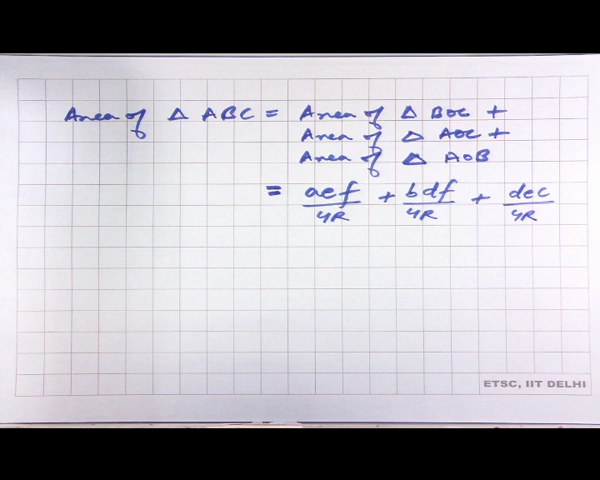 Area of Δ ABC = Area of Δ BOC +
Area of Δ AOC +
Area of Δ AOB
= aef/4R + bdf/4R + dec/4R
ETSC, IIT DELHI